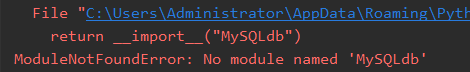 File "C:\Users\Administrator\AppData\Roaming\Pyth
return __import__("MySQLdb")
ModuleNotFoundError: No module named 'MySQLdb'